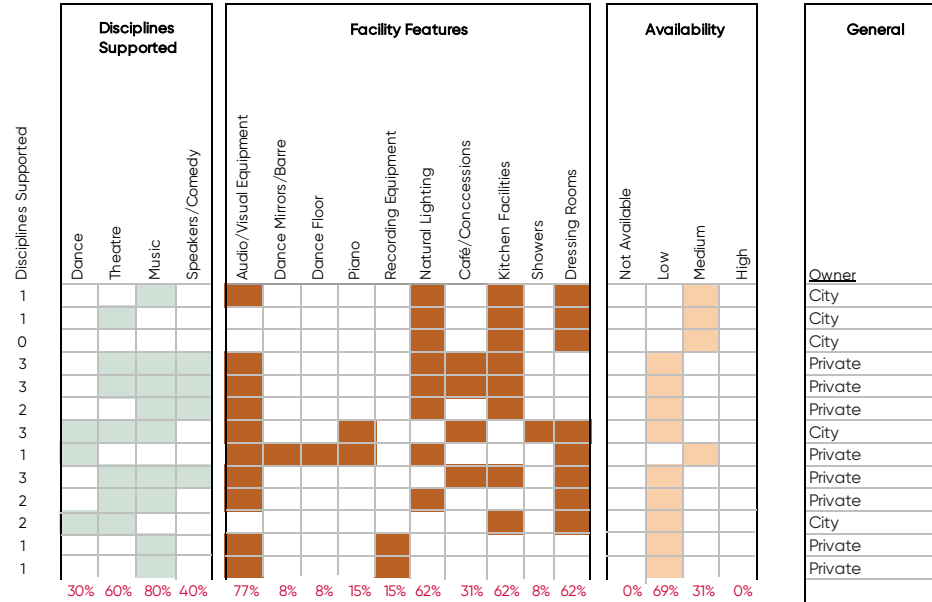 Disciplines Supported
Facility Features
Availability
General
Disciplines Supported
Dance
Theatre
Music
Speakers/Comedy
Audio/Visual Equipment
Dance Mirrors/Barre
Dance Floor
Piano
Recording Equipment
Natural Lighting
Café/Conccessions
Kitchen Facilities
Showers
Dressing Rooms
Not Available
Low
Medium
High
Owner
1 City
1 City
0 City
3 Private
3 Private
2 Private
3 City
1 Private
3 Private
2 Private
2 City
1 Private
1 Private
30% 60% 80% 40% 77% 8% 8% 15% 15% 62% 31% 62% 8% 62% 0% 69% 31% 0%